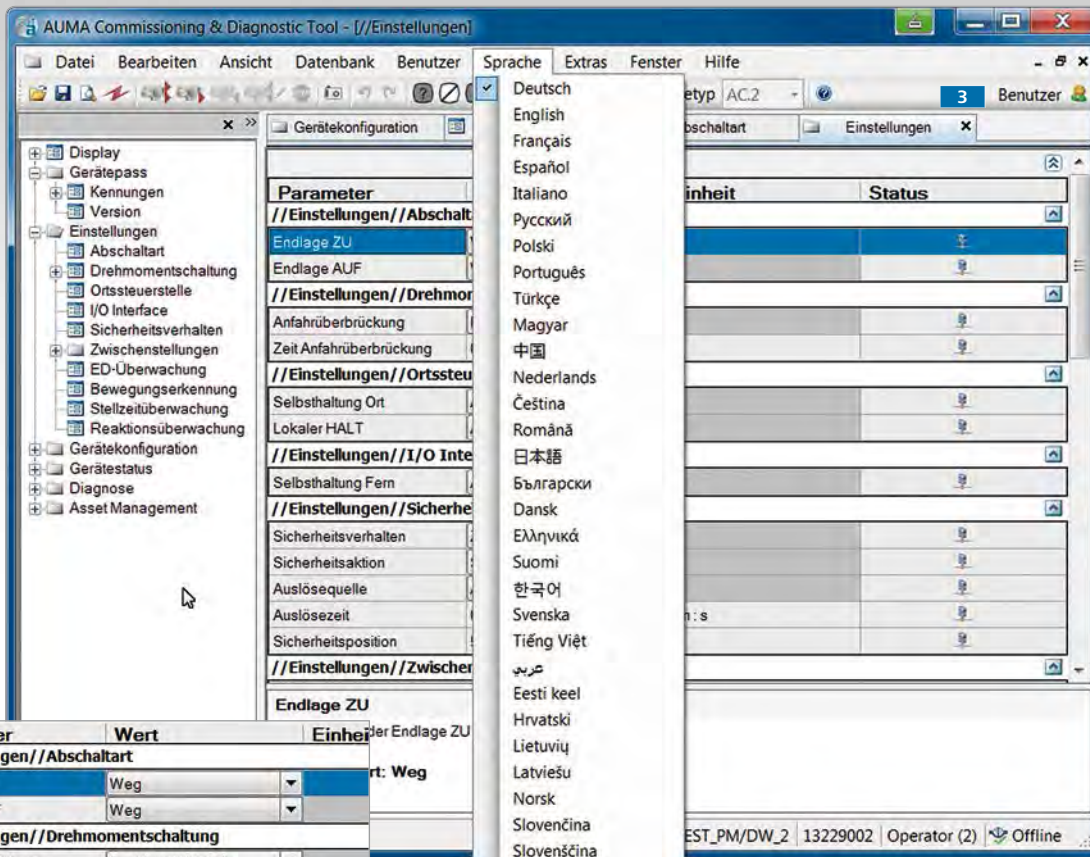 AUMA Commissioning & Diagnostic Tool - [//Einstellungen]
Datei Bearbeiten Ansicht Datenbank Benutzer Sprache Extras Fenster Hilfe
etyp AC.2
3
Benutzer
Gerätekonfiguration
bschaltart
Einstellungen
Display
Gerätepass
Kennungen
Version
Einstellungen
Abschaltart
Drehmomentschaltung
Ortssteuerstelle
I/O Interface
Sicherheitsverhalten
Zwischenstellungen
ED-Überwachung
Bewegungserkennung
Stellzeitüberwachung
Reaktionsüberwachung
Gerätekonfiguration
Gerätestatus
Diagnose
Asset Management
Parameter
inheit
Status
//Einstellungen//Abschalt
Endlage ZU
Endlage AUF
//Einstellungen//Drehmor
Anfahrüberbrückung
Zeit Anfahrüberbrückung
//Einstellungen//Ortssteu
Selbsthaltung Ort
Lokaler HALT
//Einstellungen//I/O Inte
Selbsthaltung Fern
//Einstellungen//Sicherhe
Sicherheitsverhalten
Sicherheitsaktion
Auslösequelle
Auslösezeit
n : s
Sicherheitsposition
//Einstellungen//Zwischer
Deutsch
English
Français
Español
Italiano
Русский
Polski
Português
Türkçe
Magyar
中国
Nederlands
Čeština
Română
日本語
Български
Dansk
Ελληνικά
Suomi
한국어
Svenska
Tiếng Việt
عربي
Eesti keel
Hrvatski
Lietuvių
Latviešu
Norsk
Slovenčina
Slovenščina
Endlage ZU
der Endlage ZU
rt: Weg
er Wert Einhei
gen//Abschaltart
Weg
Weg
gen//Drehmomentschaltung
EST_PM/DW_2 13229002 Operator (2) Offline